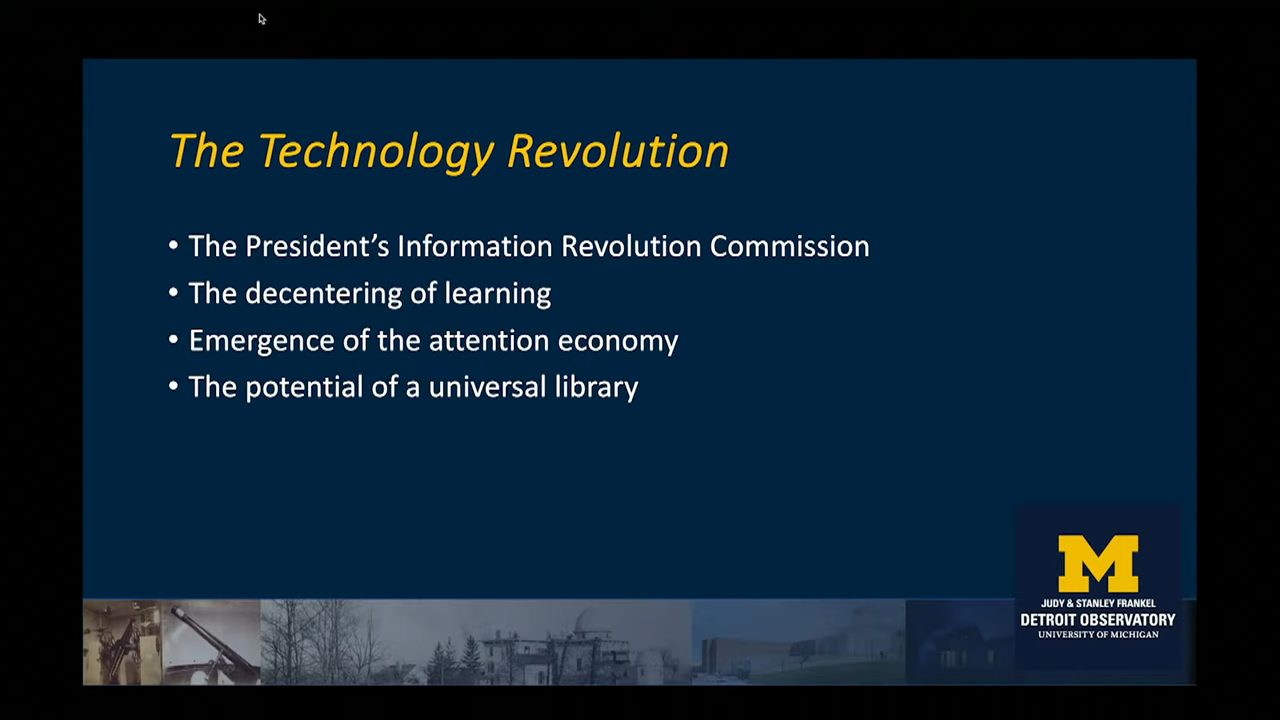 The Technology Revolution
• The President's Information Revolution Commission
• The decentering of learning
• Emergence of the attention economy
• The potential of a universal library
M
JUDY & STANLEY FRANKEL
DETROIT OBSERVATORY
UNIVERSITY OF MICHIGAN